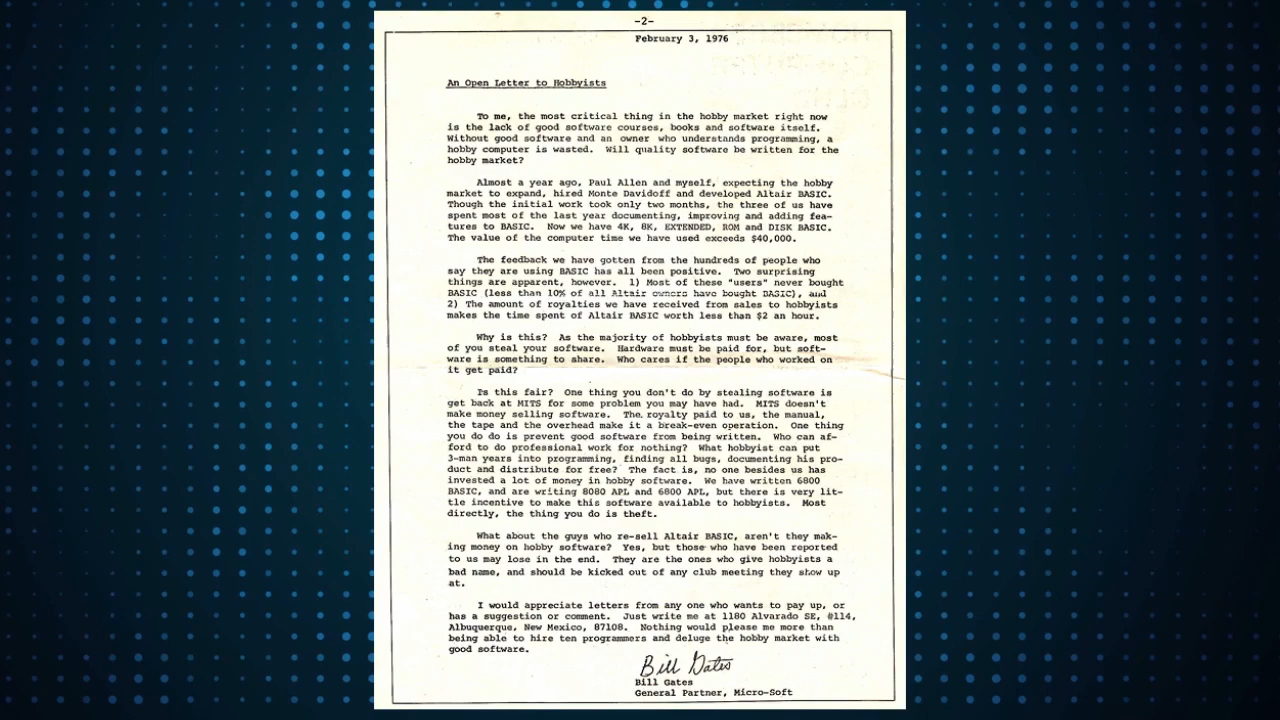 -2-
February 3, 1976
An Open Letter to Hobbyists
To me, the most critical thing in the hobby market right now
is the lack of good software courses, books and software itself.
Without good software and an owner who understands programming, a
hobby computer is wasted. Will quality software be written for the
hobby market?
Almost a year ago, Paul Allen and myself, expecting the hobby
market to expand, hired Monte Davidoff and developed Altair BASIC.
Though the initial work took only two months, the three of us have
spent most of the last year documenting, improving and adding fea-
tures to BASIC. Now we have 4K, 8K, EXTENDED, ROM and DISK BASIC.
The value of the computer time we have used exceeds $40,000.
The feedback we have gotten from the hundreds of people who
say they are using BASIC has all been positive. Two surprising
things are apparent, however. 1) Most of these "users" never bought
BASIC (less than 10% of all Altair owners have bought BASIC), and
2) The amount of royalties we have received from sales to hobbyists
makes the time spent of Altair BASIC worth less than $2 an hour.
Why is this? As the majority of hobbyists must be aware, most
of you steal your software. Hardware must be paid for, but soft-
ware is something to share. Who cares if the people who worked on
it get paid?
Is this fair? One thing you don't do by stealing software is
get back at MITS for some problem you may have had. MITS doesn't
make money selling software. The royalty paid to us, the manual,
the tape and the overhead make it a break-even operation. One thing
you do do is prevent good software from being written. Who can af-
ford to do professional work for nothing? What hobbyist can put
3-man years into programming, finding all bugs, documenting his pro-
duct and distribute for free? The fact is, no one besides us has
invested a lot of money in hobby software. We have written 6800
BASIC, and are writing 8080 APL and 6800 APL, but there is very lit-
tle incentive to make this software available to hobbyists. Most
directly, the thing you do is theft.
What about the guys who re-sell Altair BASIC, aren't they mak-
ing money on hobby software? Yes, but those who have been reported
to us may lose in the end. They are the ones who give hobbyists a
bad name, and should be kicked out of any club meeting they show up
at.
I would appreciate letters from any one who wants to pay up, or
has a suggestion or comment. Just write me at 1180 Alvarado SE, #114,
Albuquerque, New Mexico, 87108. Nothing would please me more than
being able to hire ten programmers and deluge the hobby market with
good software.
Bill Gates
Bill Gates
General Partner, Micro-Soft